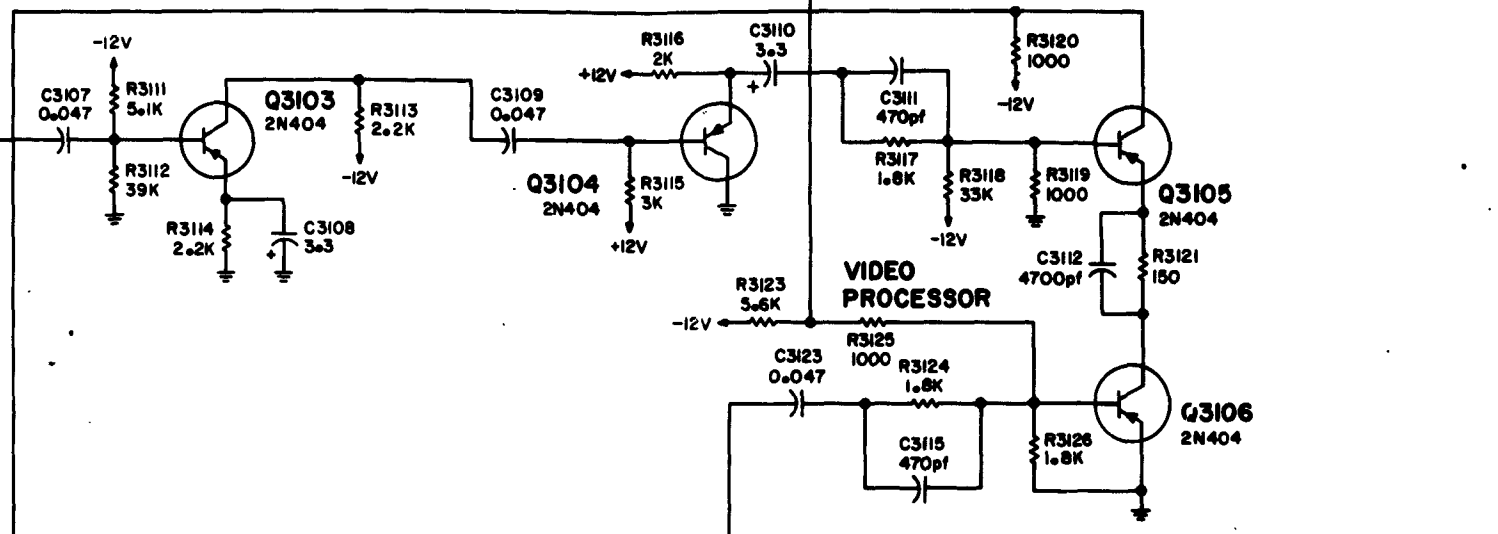 -12V
R3111
5.1K
C3107
0.047
R3112
39K
Q3103
2N404
R3113
2.2K
-12V
R3114
2.2K
C3108
3.3
+
C3109
0.047
R3116
2K
+12V
C3110
3.3
+
Q3104
2N404
R3115
3K
+12V
C3111
470pf
R3117
1.8K
R3118
33K
-12V
R3119
1000
R3120
1000
-12V
Q3105
2N404
C3112
4700pf
R3121
150
VIDEO
PROCESSOR
R3123
5.6K
-12V
R3125
1000
C3123
0.047
R3124
1.8K
C3115
470pf
R3126
1.8K
Q3106
2N404